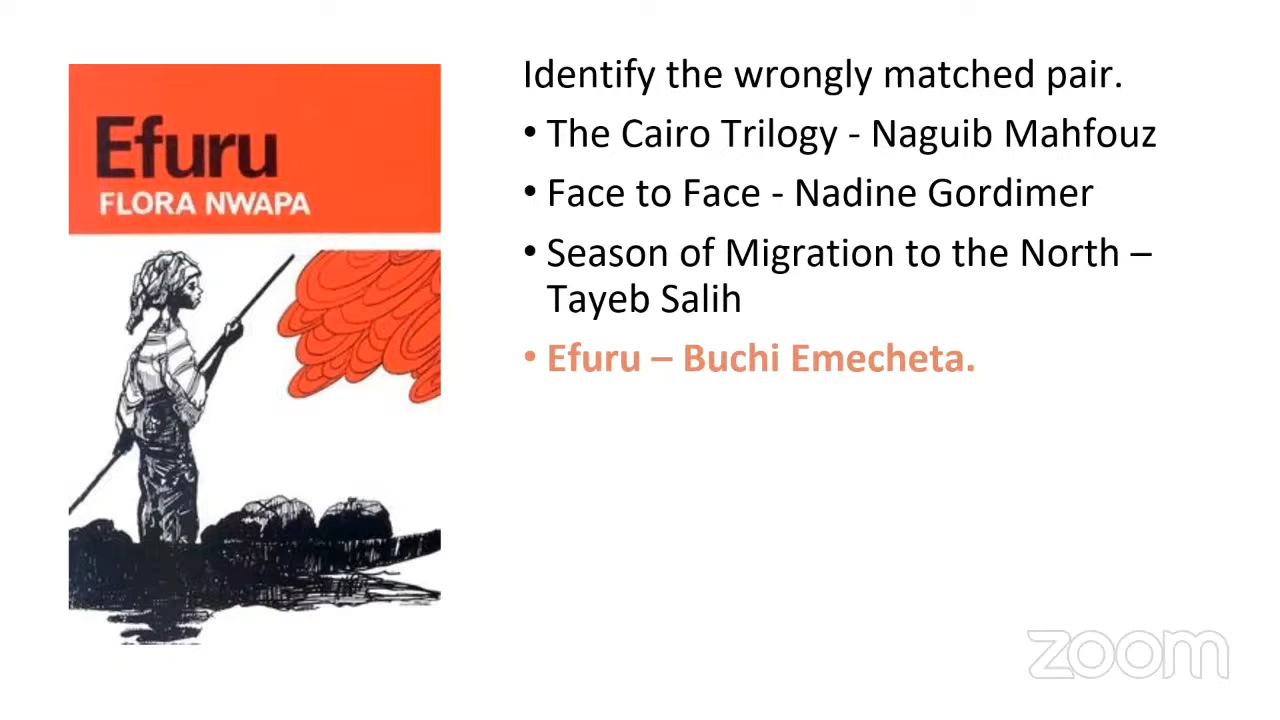 Efuru
FLORA NWAPA
Identify the wrongly matched pair.
• The Cairo Trilogy - Naguib Mahfouz
• Face to Face - Nadine Gordimer
• Season of Migration to the North –
Tayeb Salih
• Efuru – Buchi Emecheta.
zoom